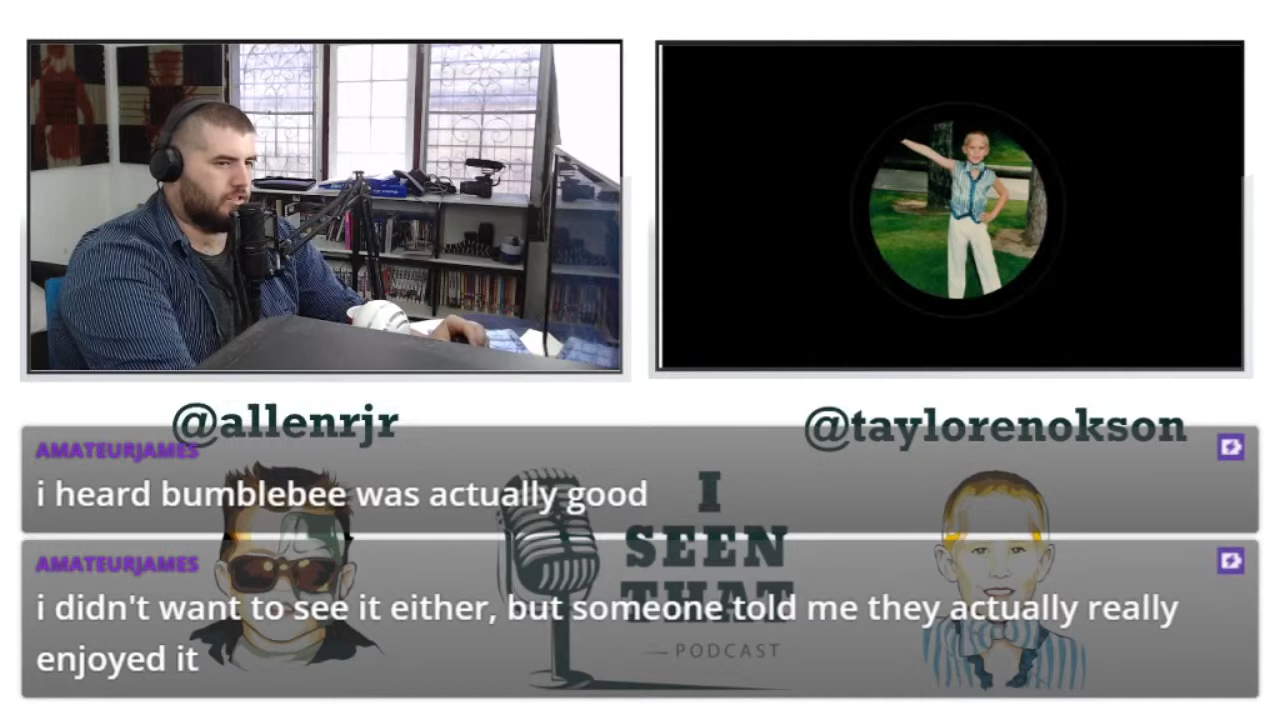 @allenrjr
@taylorenokson
AMATEURJAMES
i heard bumblebee was actually good
I
SEEN
THAT
PODCAST
AMATEURJAMES
i didn't want to see it either, but someone told me they actually really
enjoyed it